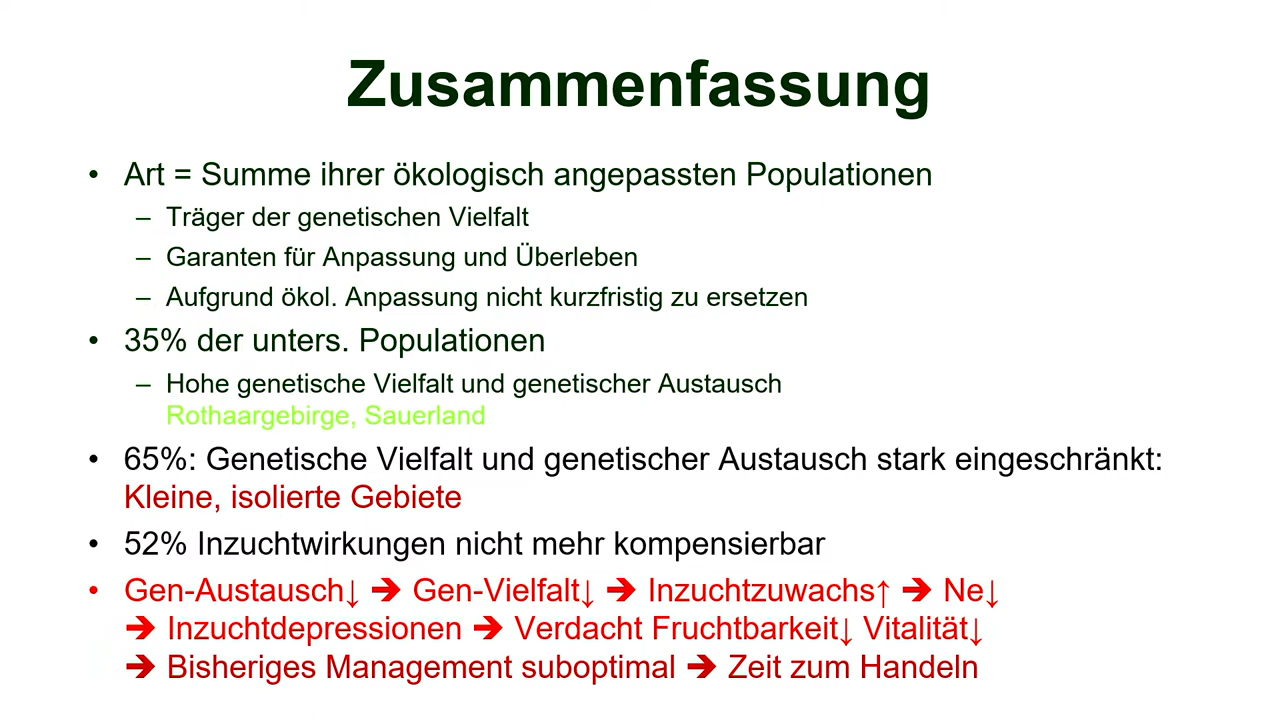 Zusammenfassung
• Art = Summe ihrer ökologisch angepassten Populationen
– Träger der genetischen Vielfalt
– Garanten für Anpassung und Überleben
– Aufgrund ökol. Anpassung nicht kurzfristig zu ersetzen
• 35% der unters. Populationen
– Hohe genetische Vielfalt und genetischer Austausch
Rothaargebirge, Sauerland
• 65%: Genetische Vielfalt und genetischer Austausch stark eingeschränkt:
Kleine, isolierte Gebiete
• 52% Inzuchtwirkungen nicht mehr kompensierbar
• Gen-Austausch↓ ➔ Gen-Vielfalt↓ ➔ Inzuchtzuwachs↑ ➔ Ne↓
➔ Inzuchtdepressionen ➔ Verdacht Fruchtbarkeit↓ Vitalität↓
➔ Bisheriges Management suboptimal ➔ Zeit zum Handeln